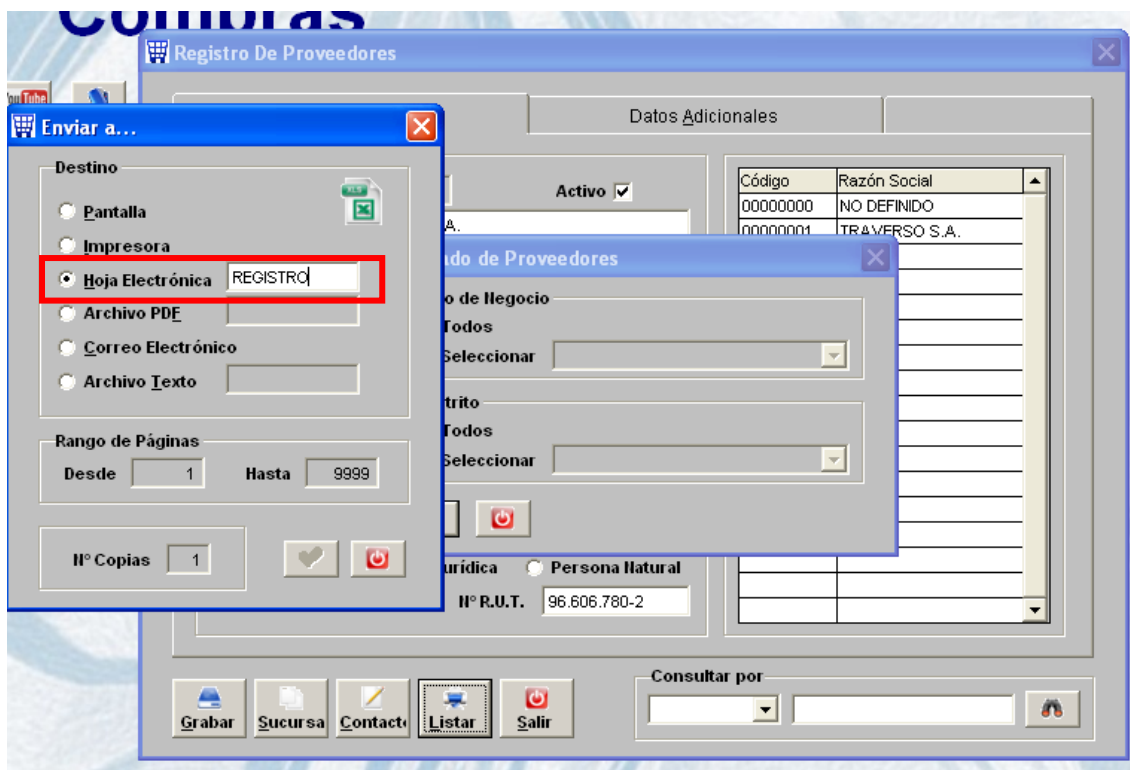 Compras
Registro De Proveedores
You Tube
Datos Adicionales
Enviar a...
Destino
XLS
Pantalla
Impresora
Hoja Electrónica REGISTRO
Archivo PDF
Correo Electrónico
Archivo Texto
Rango de Páginas
Desde 1 Hasta 9999
Nº Copias 1
Activo
A.
Código Razón Social
00000000 NO DEFINIDO
00000001 TRAVERSO S.A.
ado de Proveedores
o de Negocio
Todos
Seleccionar
trito
Todos
Seleccionar
urídica Persona Natural
Nº R.U.T. 96.606.780-2
Grabar Sucursa Contact Listar Salir
Consultar por